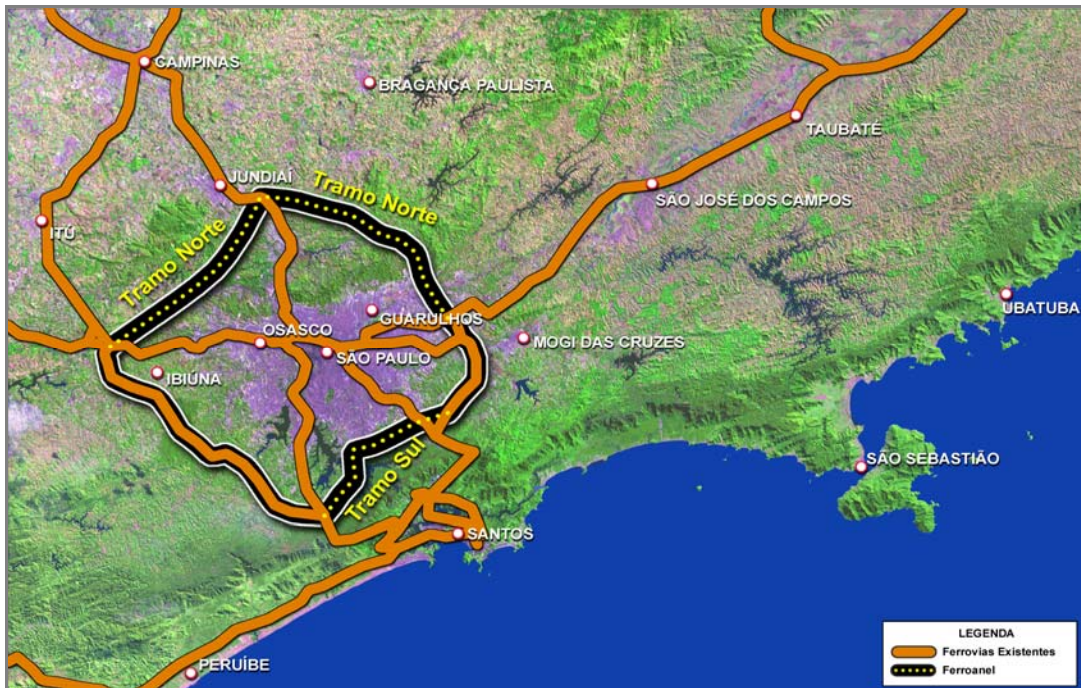 CAMPINAS
BRAGANÇA PAULISTA
TAUBATÉ
JUNDIAÍ
Tramo Norte
SÃO JOSÉ DOS CAMPOS
ITÚ
Tramo Norte
UBATUBA
GUARULHOS
OSASCO
MOGI DAS CRUZES
SÃO PAULO
IBIÚNA
Tramo Sul
SÃO SEBASTIÃO
SANTOS
PERUÍBE
LEGENDA
Ferrovias Existentes
Ferroanel